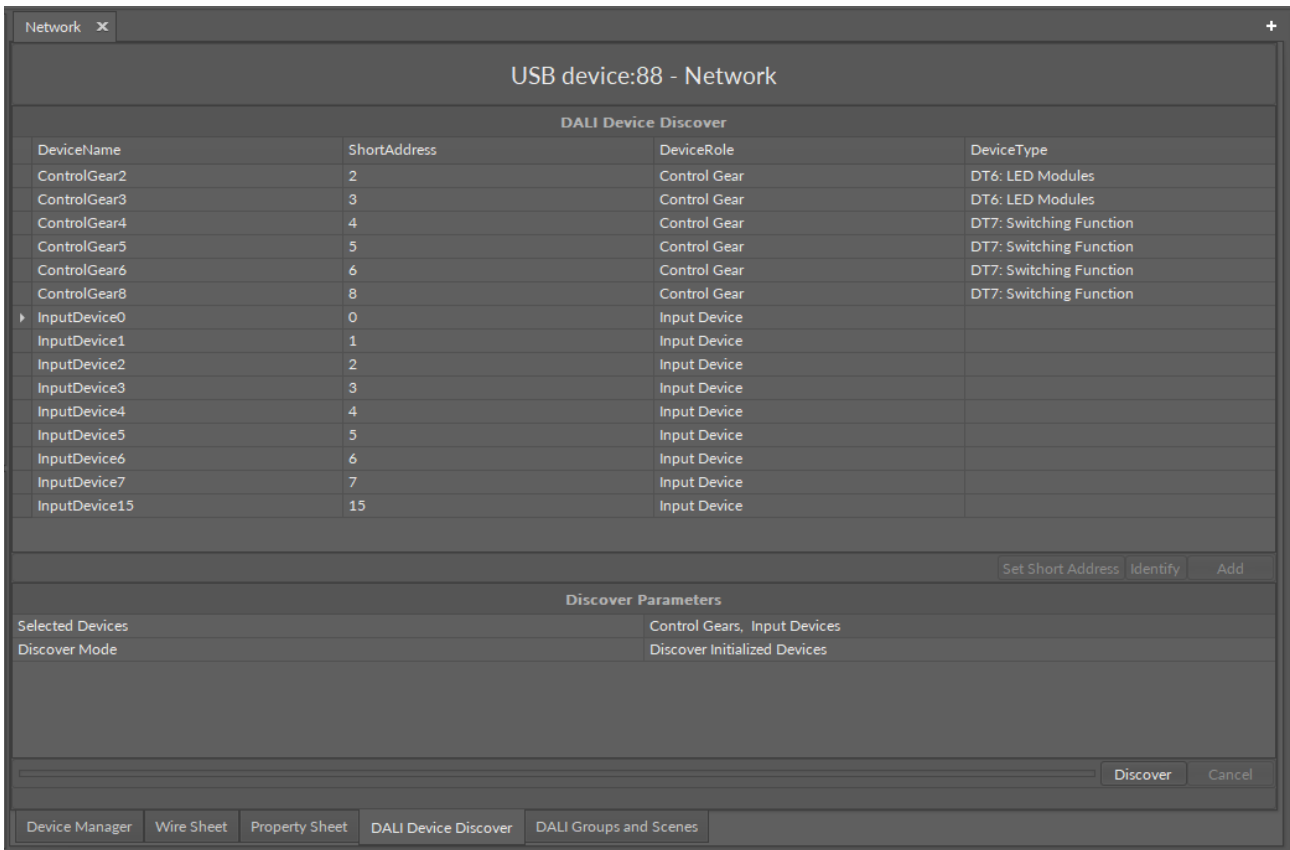 Network
USB device:88 - Network
DALI Device Discover
DeviceName ShortAddress DeviceRole DeviceType
ControlGear2 2 Control Gear DT6: LED Modules
ControlGear3 3 Control Gear DT6: LED Modules
ControlGear4 4 Control Gear DT7: Switching Function
ControlGear5 5 Control Gear DT7: Switching Function
ControlGear6 6 Control Gear DT7: Switching Function
ControlGear8 8 Control Gear DT7: Switching Function
InputDevice0 0 Input Device
InputDevice1 1 Input Device
InputDevice2 2 Input Device
InputDevice3 3 Input Device
InputDevice4 4 Input Device
InputDevice5 5 Input Device
InputDevice6 6 Input Device
InputDevice7 7 Input Device
InputDevice15 15 Input Device
Set Short Address Identify Add
Discover Parameters
Selected Devices Control Gears, Input Devices
Discover Mode Discover Initialized Devices
Discover Cancel
Device Manager Wire Sheet Property Sheet DALI Device Discover DALI Groups and Scenes